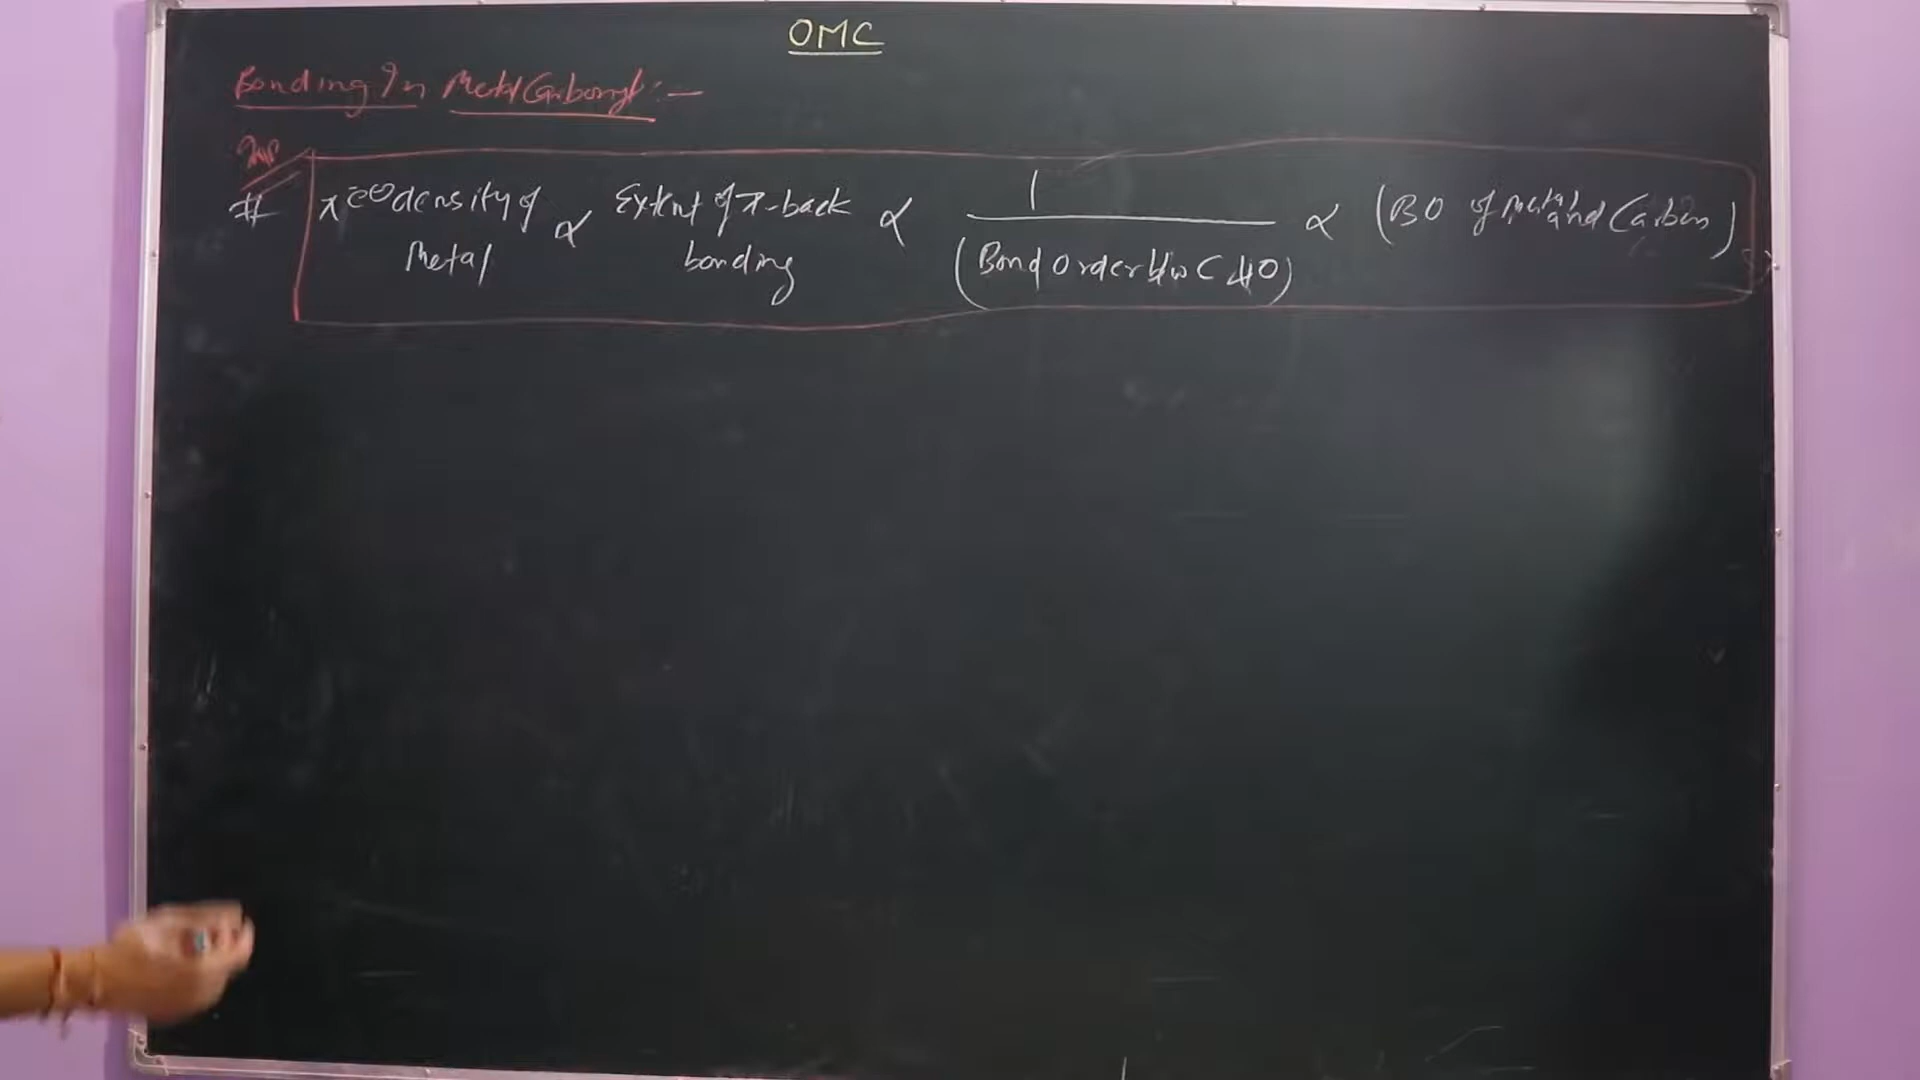 OMC
Bonding In Metal Carbonyl :-
Imp
# * e⊖ density of Metal ∝ Extent of π-back bonding ∝ 1 / (Bond Order b/w C & O) ∝ (BO of Metal and Carbon)